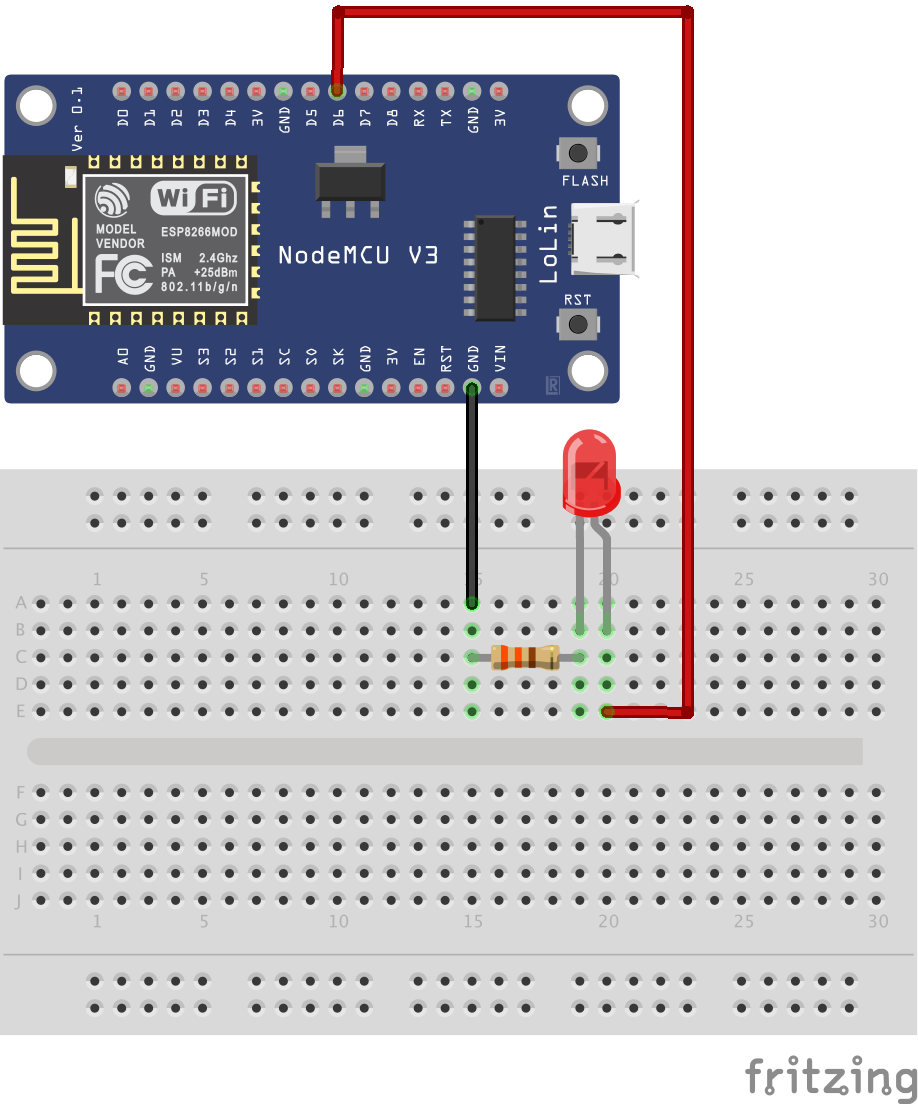 D0 D1 D2 D3 D4 3V GND D5 D6 D7 D8 RX TX GND 3V
Ver 0.1
FLASH
WiFi
MODEL
VENDOR
ESP8266MOD
FC
ISM 2.4Ghz
PA +25dBm
802.11b/g/n
NodeMCU V3
LoLin
RST
A0 GND VU S3 S2 S1 SC S0 SK GND 3V EN RST GND VIN
1 5 10 15 20 25 30
A
B
C
D
E
F
G
H
I
J
1 5 10 15 20 25 30
fritzing